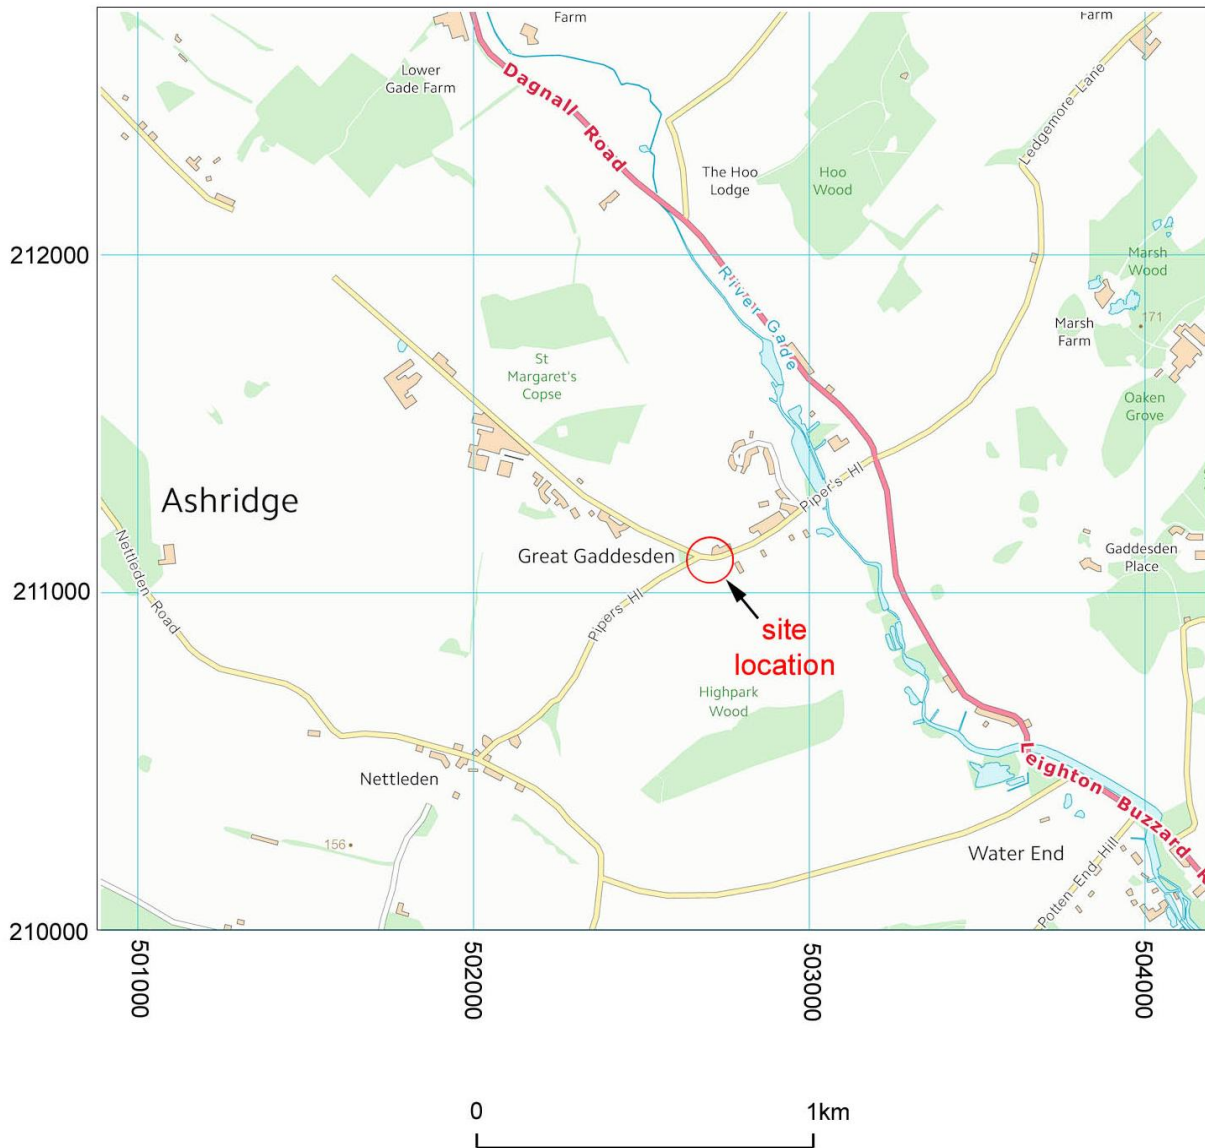 Farm
Farm
Lower
Gade Farm
Dagnall Road
Ledgemore Lane
The Hoo
Lodge
Hoo
Wood
212000
River Gade
Marsh
Wood
171
Marsh
Farm
St
Margaret's
Copse
Oaken
Grove
Ashridge
Piper's Hl
Nettleden Road
Great Gaddesden
Gaddesden
Place
211000
Pipers Hl
site
location
Highpark
Wood
Nettleden
Leighton Buzzard R
156
Water End
Potten End Hill
210000
501000
502000
503000
504000
0
1km